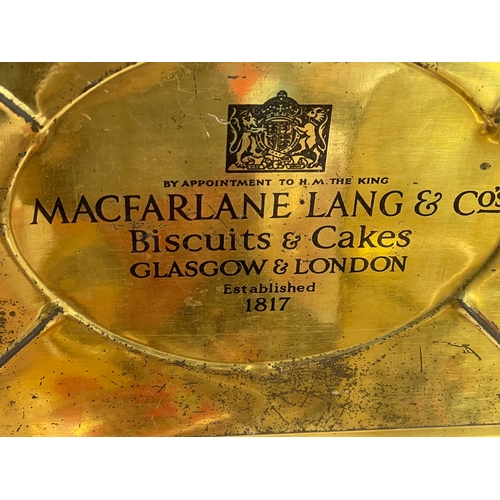 BY APPOINTMENT TO H.M. THE KING
MACFARLANE·LANG & Co's
Biscuits & Cakes
GLASGOW & LONDON
Established
1817